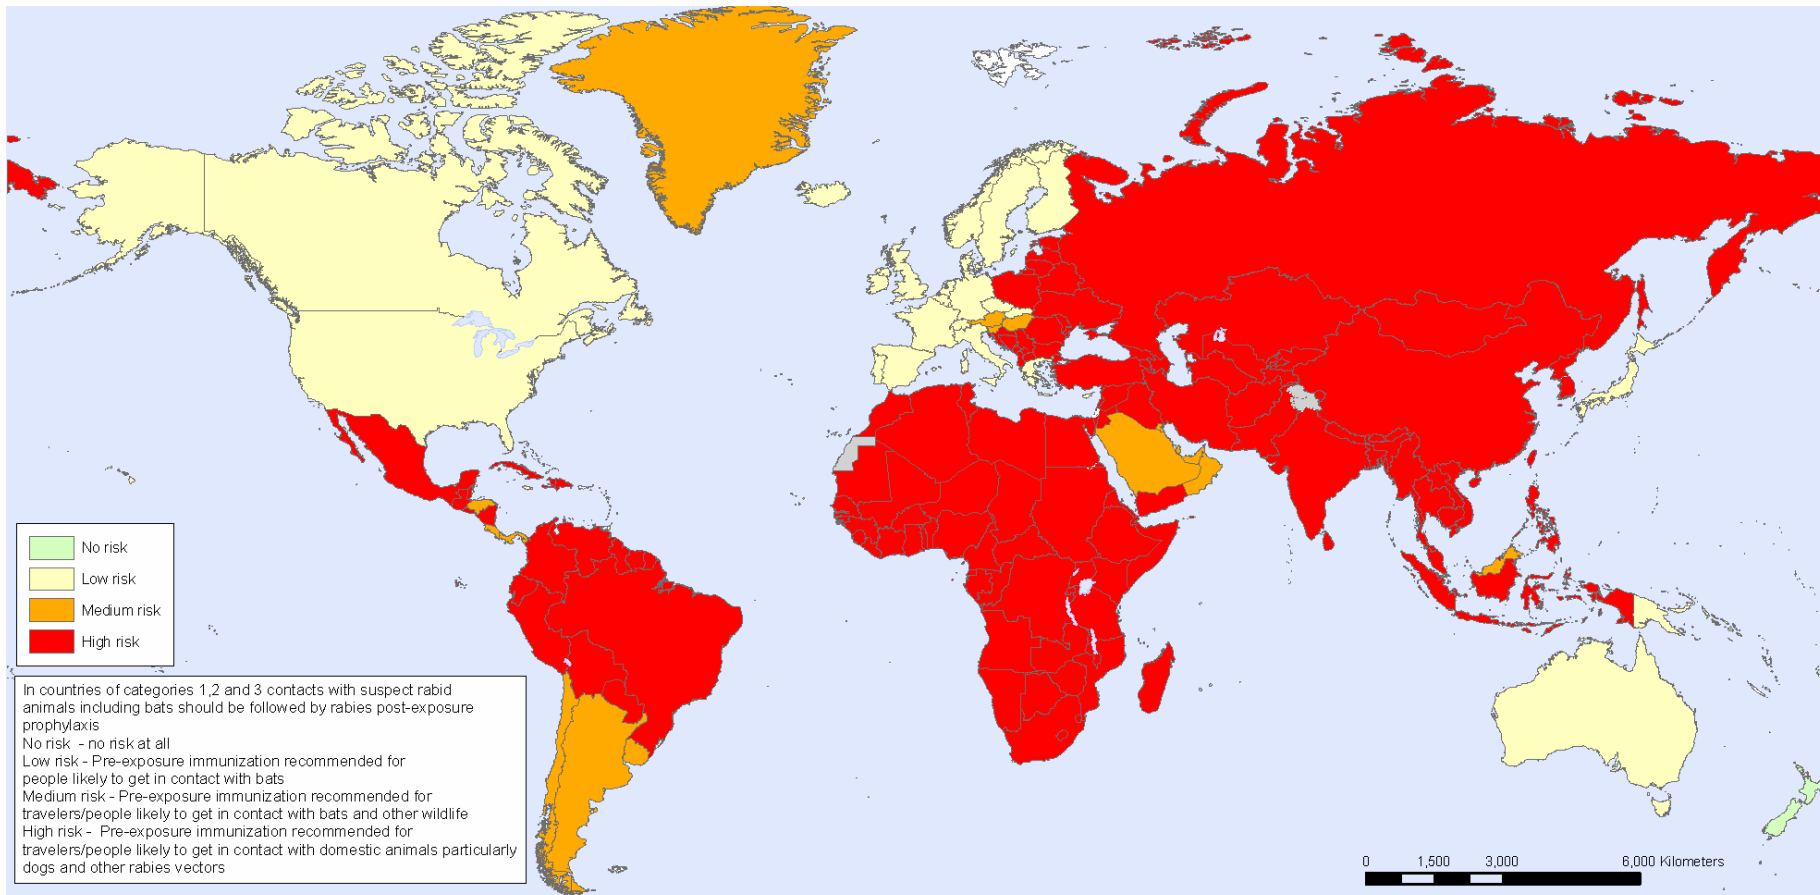 No risk
Low risk
Medium risk
High risk
In countries of categories 1,2 and 3 contacts with suspect rabid
animals including bats should be followed by rabies post-exposure
prophylaxis
No risk - no risk at all
Low risk - Pre-exposure immunization recommended for
people likely to get in contact with bats
Medium risk - Pre-exposure immunization recommended for
travelers/people likely to get in contact with bats and other wildlife
High risk - Pre-exposure immunization recommended for
travelers/people likely to get in contact with domestic animals particularly
dogs and other rabies vectors
0 1,500 3,000 6,000 Kilometers